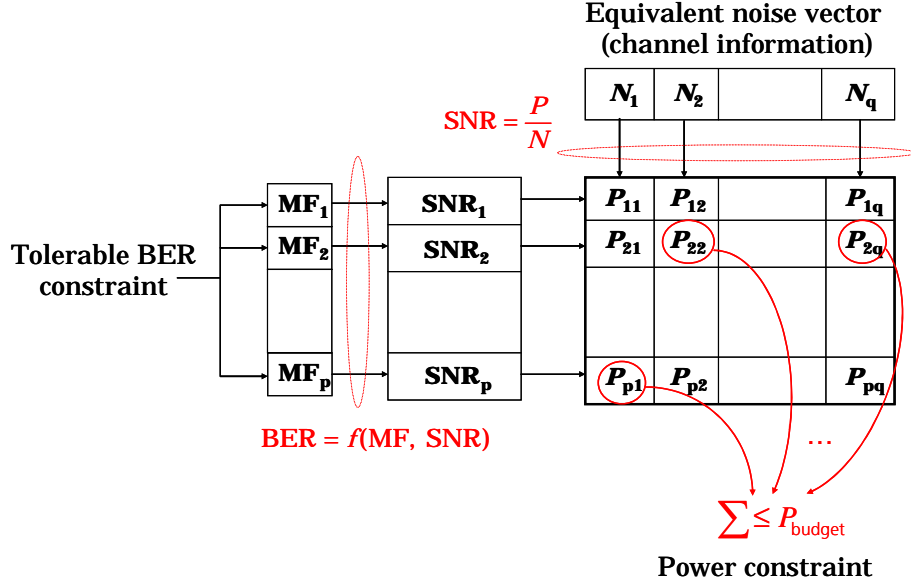 Equivalent noise vector
(channel information)
N1 N2 Nq
SNR = P/N
MF1 SNR1 P11 P12 P1q
MF2 SNR2 P21 P22 P2q
Tolerable BER
constraint
MFp SNRp Pp1 Pp2 Ppq
BER = f(MF, SNR)
...
∑ ≤ Pbudget
Power constraint